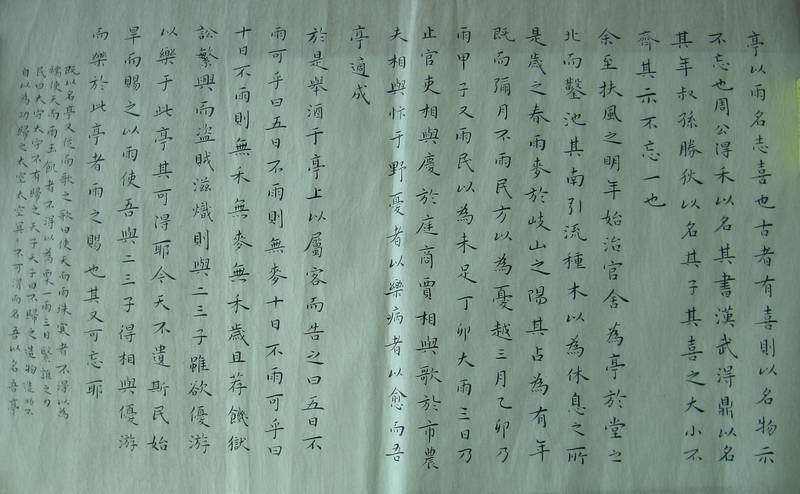 亭以雨名志喜也古者有喜則以名物示
不忘也周公得禾以名其書漢武得鼎以名
其年叔孫勝狄以名其子其喜之大小不
齊其示不忘一也
余至扶風之明年始治官舍為亭於堂之
北而鑿池其南引流種木以為休息之所
是歲之春雨麥於岐山之陽其占為有年
既而彌月不雨民方以為憂越三月乙卯乃
雨甲子又雨民以為未足丁卯大雨三日乃
止官吏相與慶於庭商賈相與歌於市農
夫相與忭于野憂者以樂病者以愈而吾
亭適成
於是舉酒于亭上以屬客而告之曰五日不
雨可乎曰五日不雨則無麥十日不雨可乎曰
十日不雨則無禾無麥無禾歲且荐饑獄
訟繁興而盜賊滋熾則與二三子雖欲優游
以樂于此亭其可得耶今天不遺斯民始
旱而賜之以雨使吾與二三子得相與優游
而樂於此亭者雨之賜也其又可忘耶
既以名亭又從而歌之歌曰使天而雨珠寒者不得以為
襦使天而雨玉飢者不得以為粟一雨三日繄誰之力
民曰太守太守不有歸之天子天子曰不歸之造物造物不
自以為功歸之太空太空冥冥不可得而名吾以名吾亭